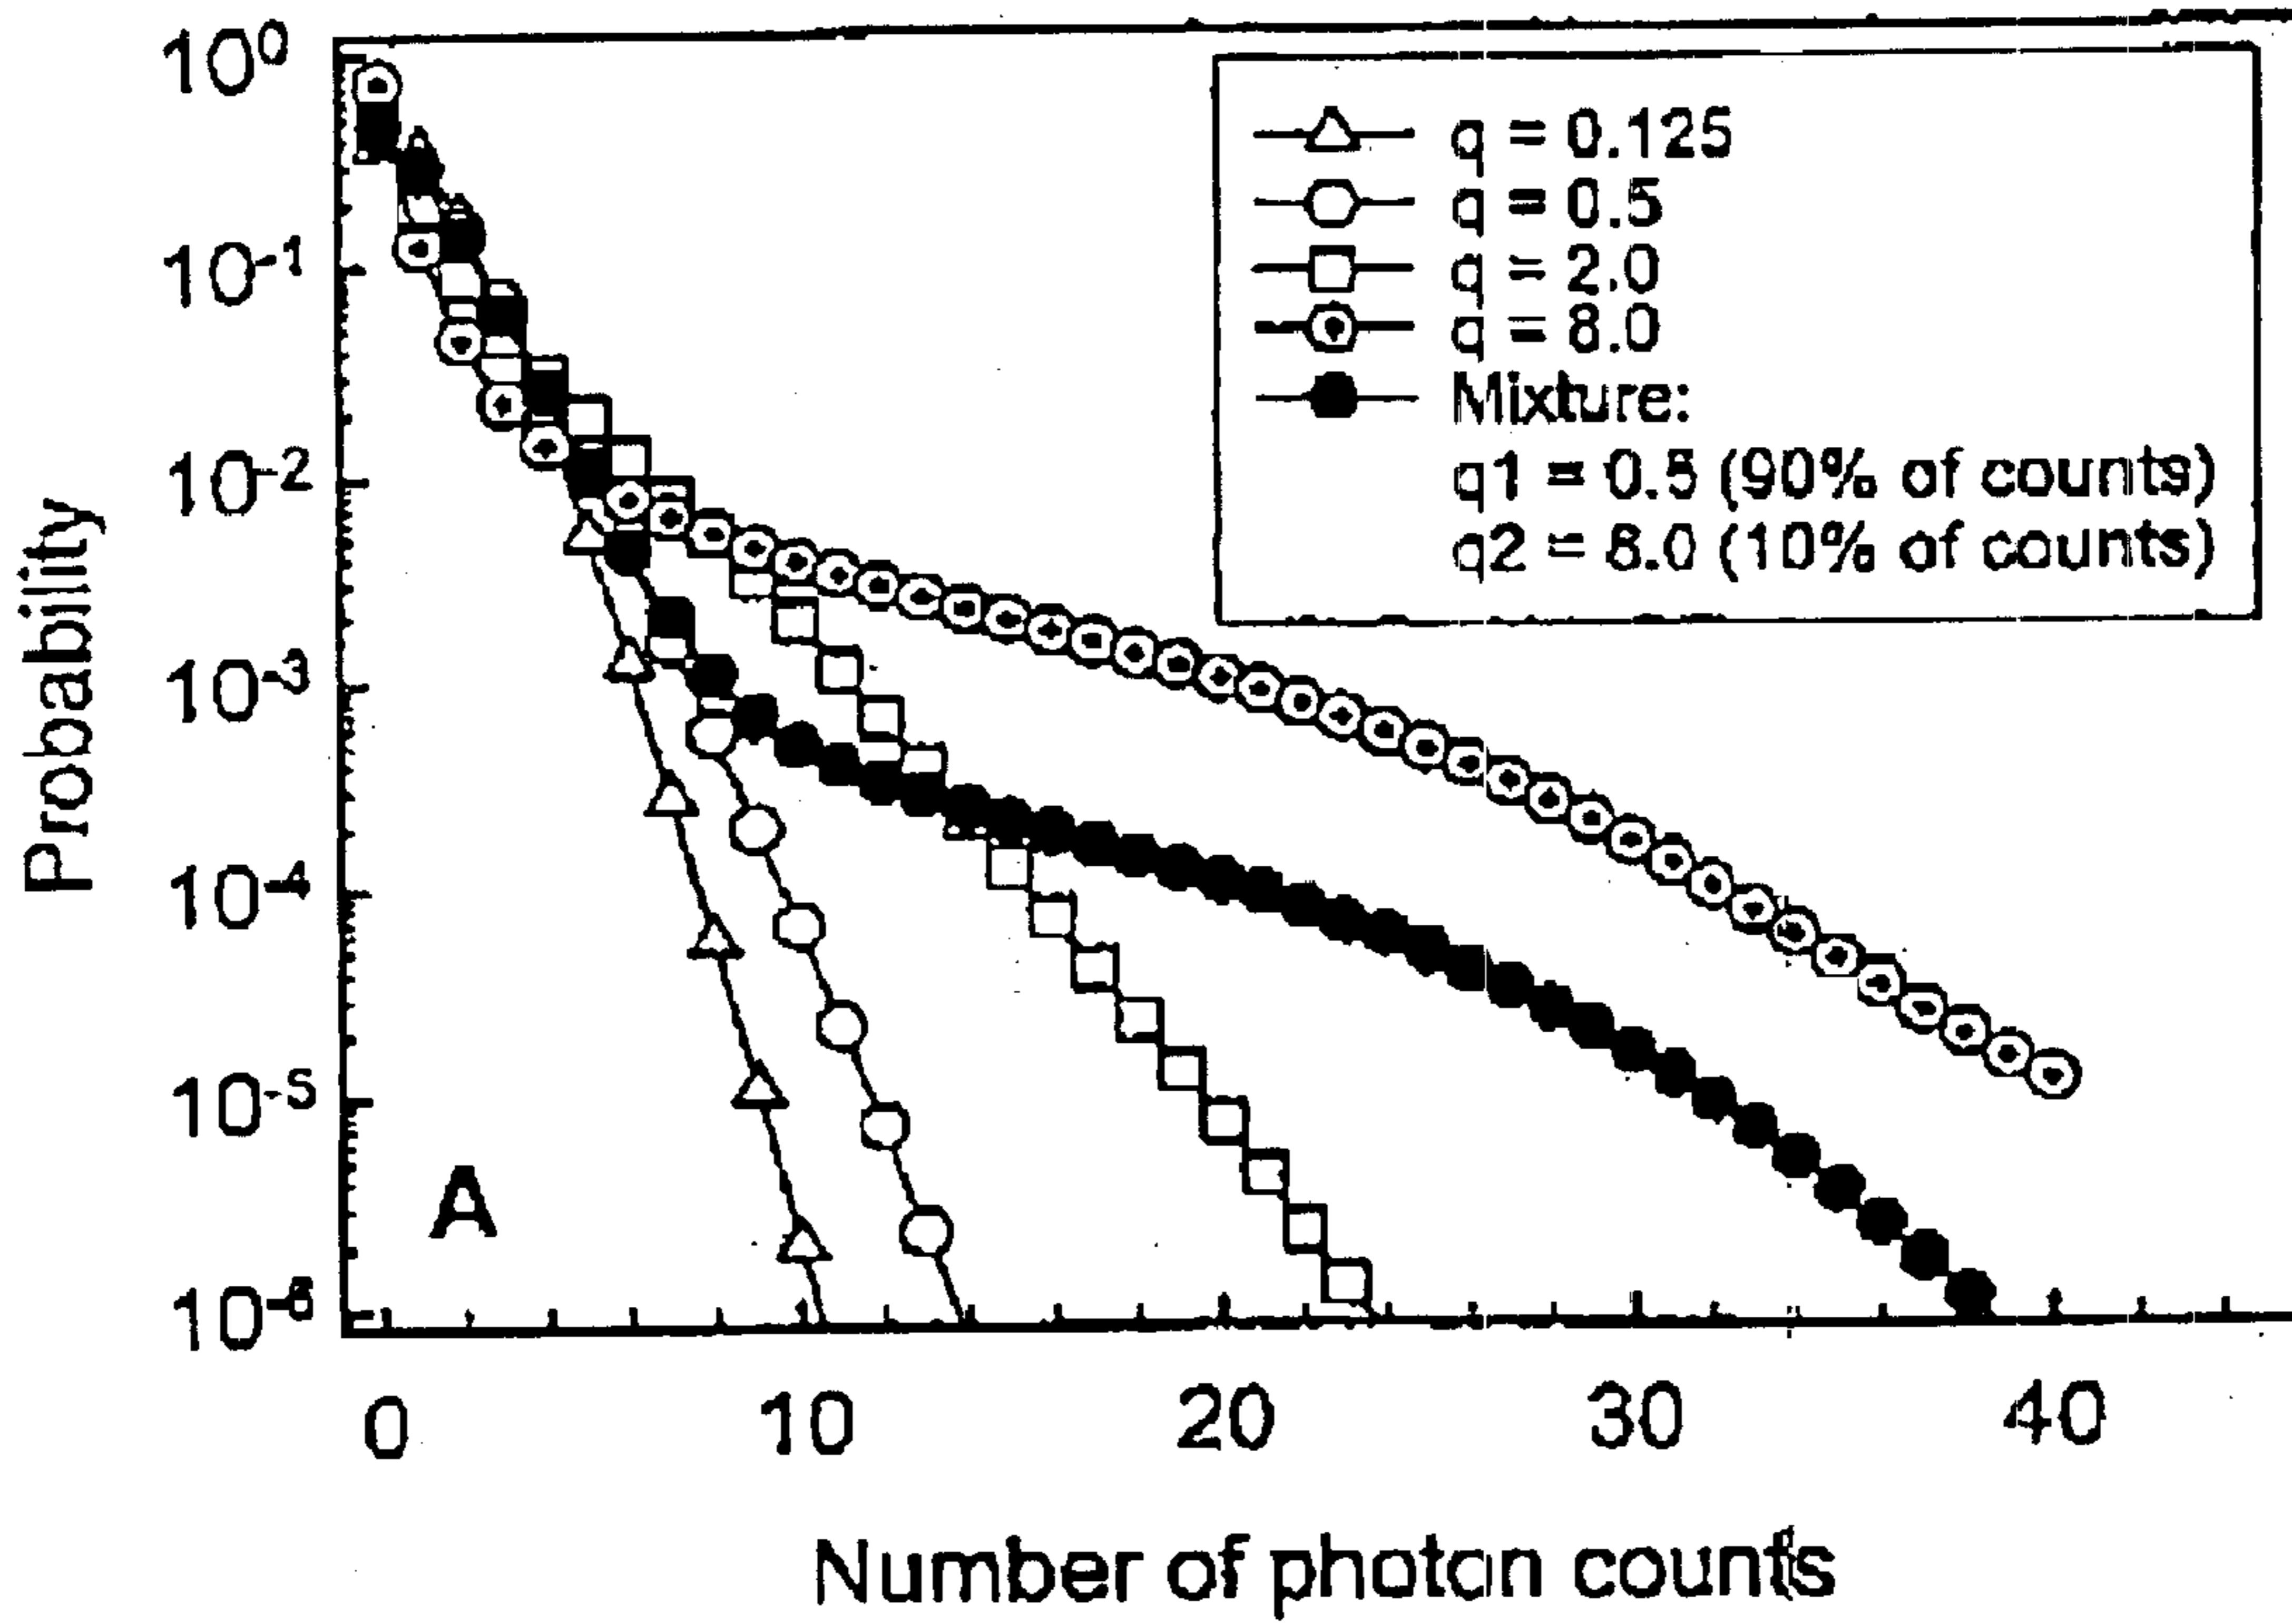 10^0
10^-1
10^-2
10^-3
10^-4
10^-5
10^-6
Probability
q = 0.125
q = 0.5
q = 2.0
q = 8.0
Mixture:
q1 = 0.5 (90% of counts)
q2 = 8.0 (10% of counts)
A
0 10 20 30 40
Number of photon counts